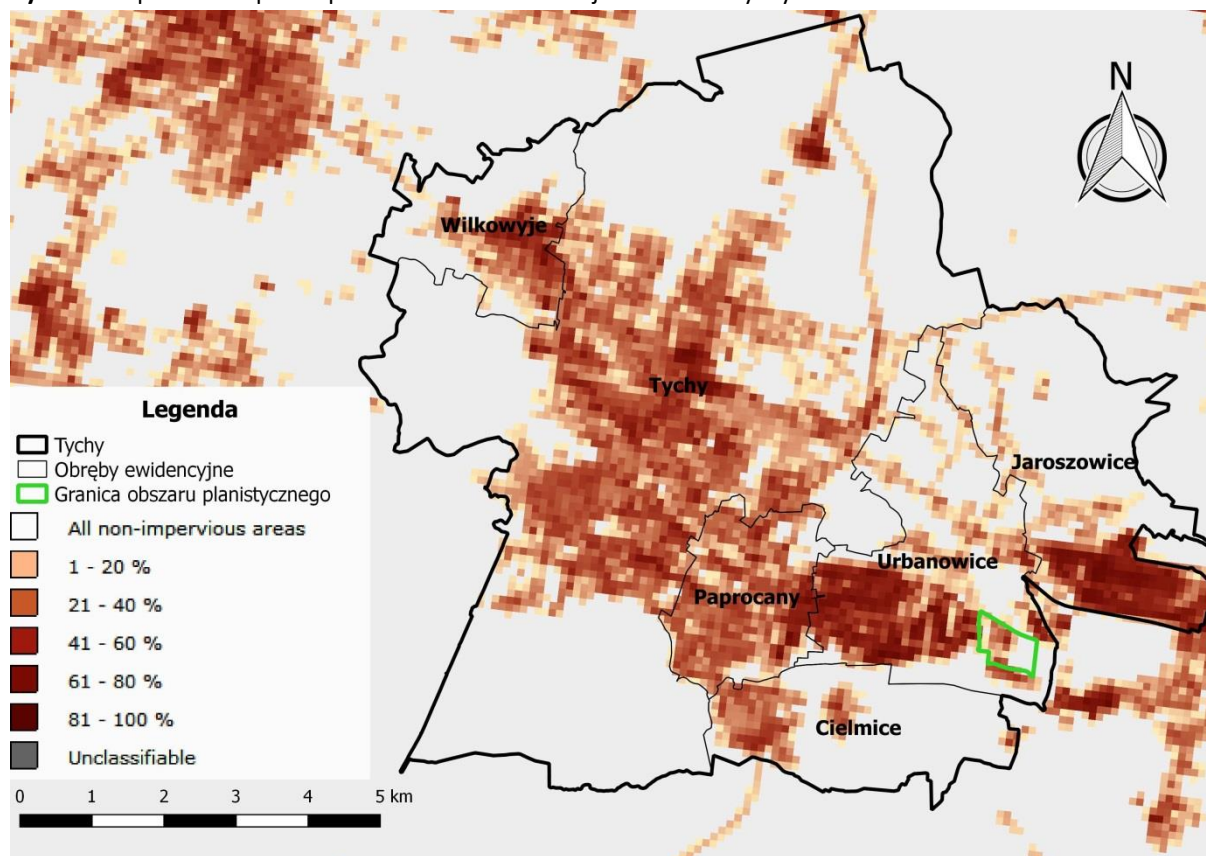 N
Wilkowyje
Tychy
Jaroszowice
Urbanowice
Paprocany
Cielmice
Legenda
Tychy
Obręby ewidencyjne
Granica obszaru planistycznego
All non-impervious areas
1 - 20 %
21 - 40 %
41 - 60 %
61 - 80 %
81 - 100 %
Unclassifiable
0 1 2 3 4 5 km